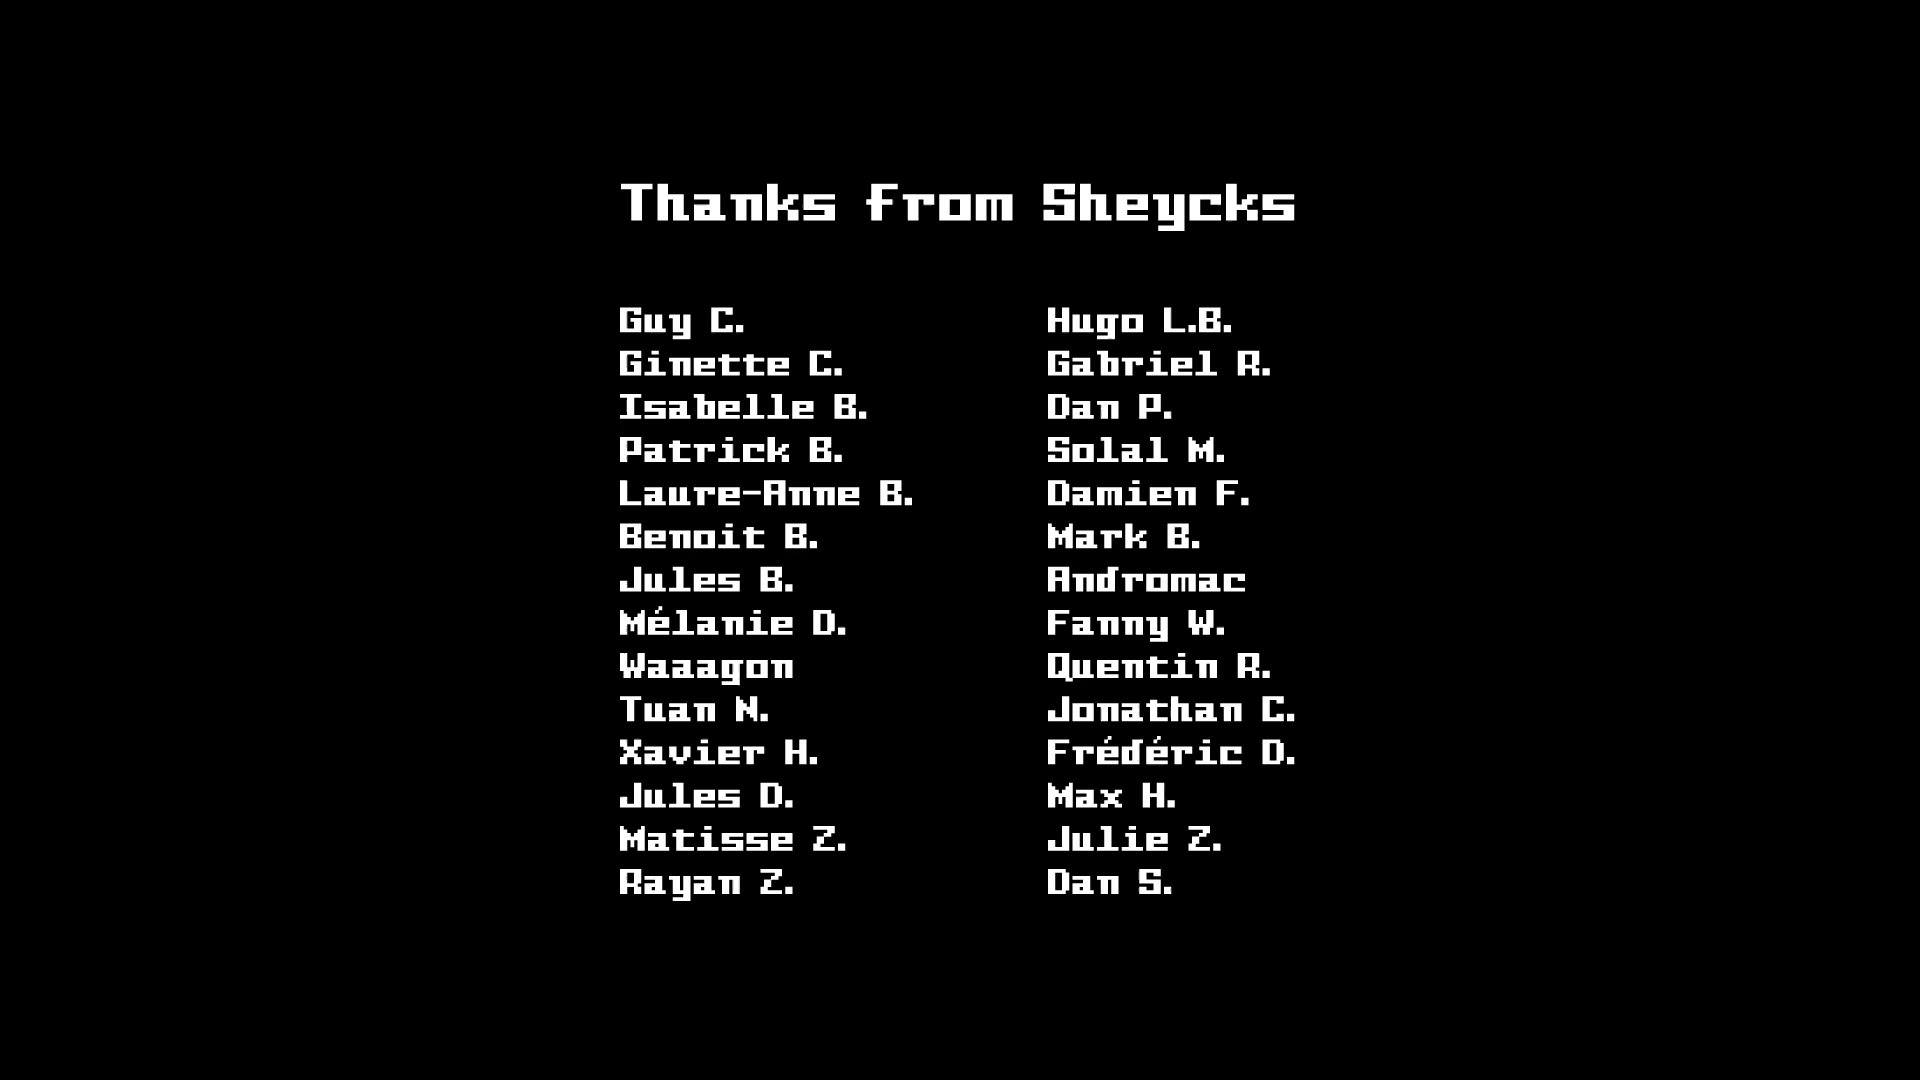 Thanks from Sheycks
Guy C.
Ginette C.
Isabelle B.
Patrick B.
Laure-Anne B.
Benoit B.
Jules B.
Mélanie D.
Waaagon
Tuan N.
Xavier H.
Jules D.
Matisse Z.
Rayan Z.
Hugo L.B.
Gabriel R.
Dan P.
Solal M.
Damien F.
Mark B.
Andromac
Fanny W.
Quentin R.
Jonathan C.
Frédéric D.
Max H.
Julie Z.
Dan S.